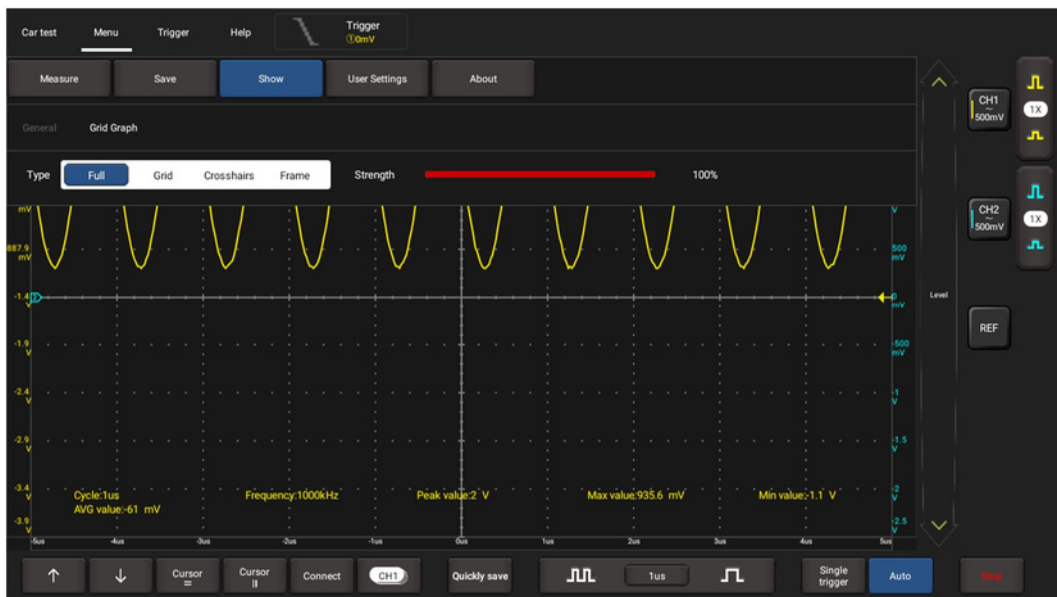 Car test Menu Trigger Help Trigger
①0mV
Measure Save Show User Settings About
General Grid Graph
Type Full Grid Crosshairs Frame Strength 100%
CH1
~
500mV
1X
CH2
~
500mV
1X
REF
Level
mV
887.9
mV
-1.4
V
-1.9
V
-2.4
V
-2.9
V
-3.4
V
-3.9
V
V
500
mV
0
mV
-500
mV
-1
V
-1.5
V
-2
V
-2.5
V
Cycle:1us Frequency:1000kHz Peak value:2 V Max value:935.6 mV Min value:-1.1 V
AVG value:-61 mV
-5us -4us -3us -2us -1us 0us 1us 2us 3us 4us 5us
Cursor
=
Cursor
II
Connect CH1 Quickly save 1us
Single
trigger
Auto Stop